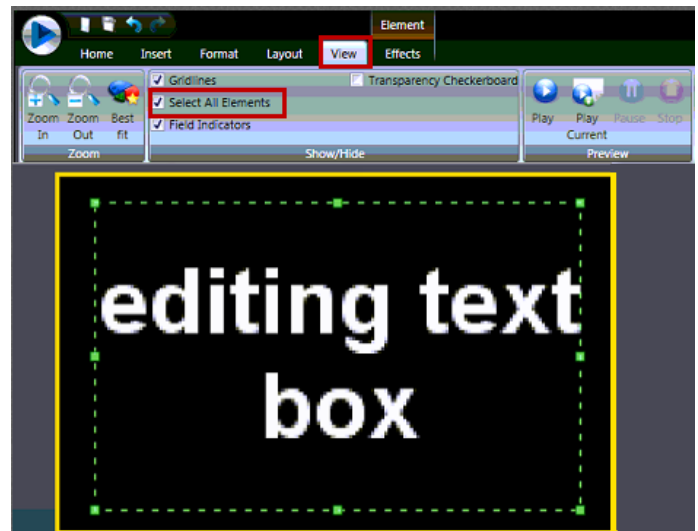 Element
Home Insert Format Layout View Effects
Gridlines Transparency Checkerboard
Select All Elements
Field Indicators
Zoom In Zoom Out Best fit
Play Play Current Pause Stop
Zoom Show/Hide Preview
editing text
box